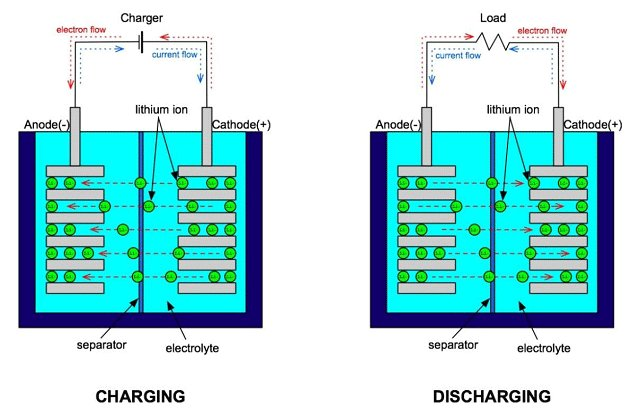 Charger
electron flow
current flow
lithium ion
Anode(-)
Cathode(+)
separator
electrolyte
CHARGING
Load
electron flow
current flow
lithium ion
Anode(-)
Cathode(+)
separator
electrolyte
DISCHARGING